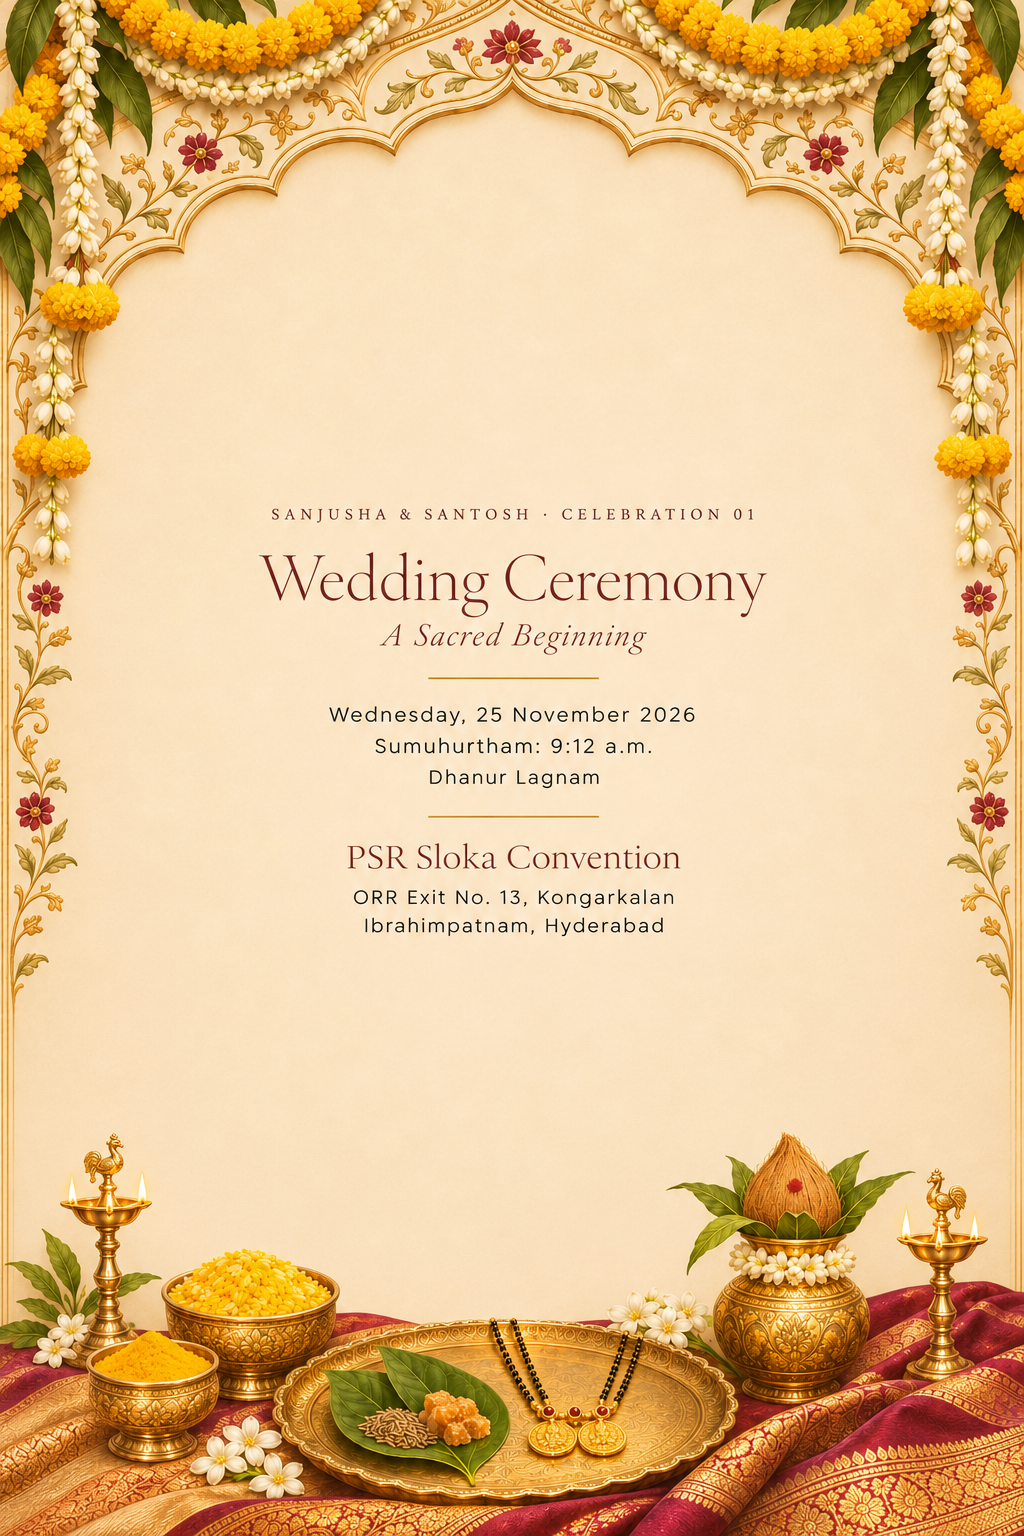 SANJUSHA & SANTOSH · CELEBRATION 01
Wedding Ceremony
A Sacred Beginning
Wednesday, 25 November 2026
Sumuhurtham: 9:12 a.m.
Dhanur Lagnam
PSR Sloka Convention
ORR Exit No. 13, Kongarkalan
Ibrahimpatnam, Hyderabad